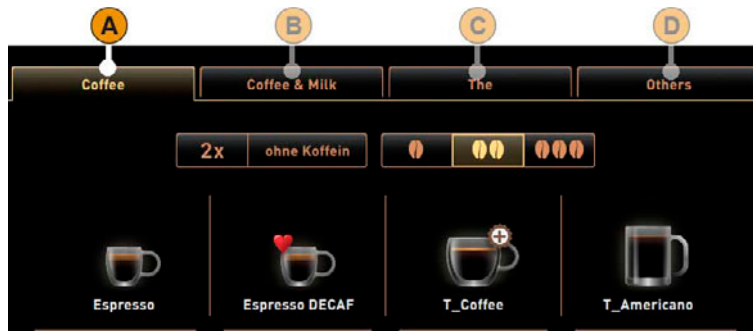 A B C D
Coffee Coffee & Milk The Others
2x ohne Koffein
Espresso Espresso DECAF T_Coffee T_Americano